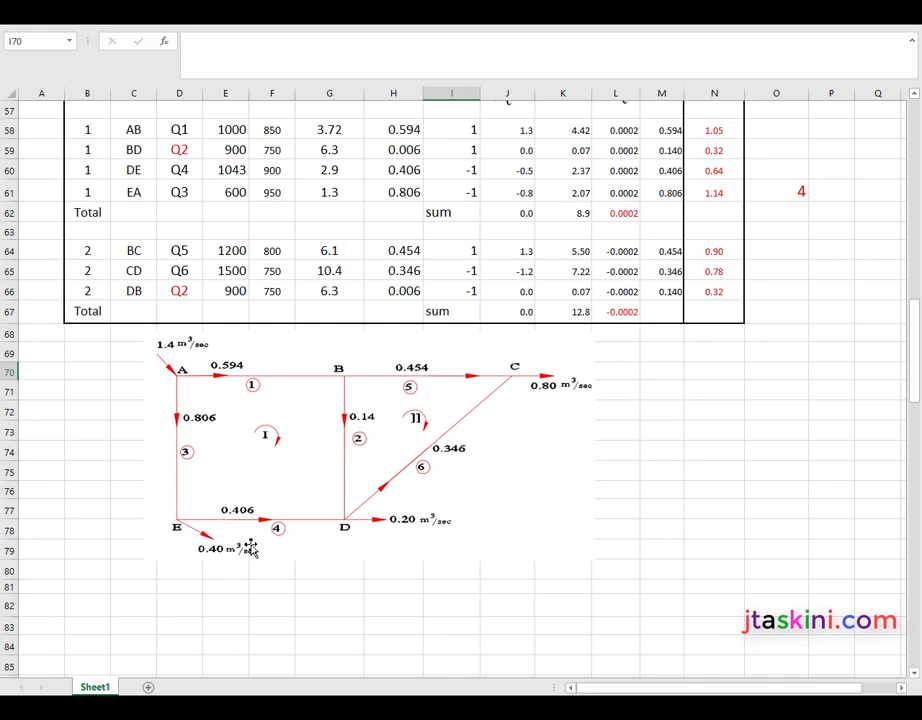 I70
fx
A B C D E F G H I J K L M N O P Q
57
58 1 AB Q1 1000 850 3.72 0.594 1 1.3 4.42 0.0002 0.594 1.05
59 1 BD Q2 900 750 6.3 0.006 1 0.0 0.07 0.0002 0.140 0.32
60 1 DE Q4 1043 900 2.9 0.406 -1 -0.5 2.37 0.0002 0.406 0.64
61 1 EA Q3 600 950 1.3 0.806 -1 -0.8 2.07 0.0002 0.806 1.14 4
62 Total sum 0.0 8.9 0.0002
63
64 2 BC Q5 1200 800 6.1 0.454 1 1.3 5.50 -0.0002 0.454 0.90
65 2 CD Q6 1500 750 10.4 0.346 -1 -1.2 7.22 -0.0002 0.346 0.78
66 2 DB Q2 900 750 6.3 0.006 -1 0.0 0.07 -0.0002 0.140 0.32
67 Total sum 0.0 12.8 -0.0002
68
69
70
71
72
73
74
75
76
77
78
79
80
81
82
83
84
85
1.4 m³/sec
A 0.594 B 0.454 C
1 5 0.80 m³/sec
0.806 0.14 ]]
I 2
3 0.346
6
0.406
E 4 D 0.20 m³/sec
0.40 m³/
jtaskini.com
Sheet1